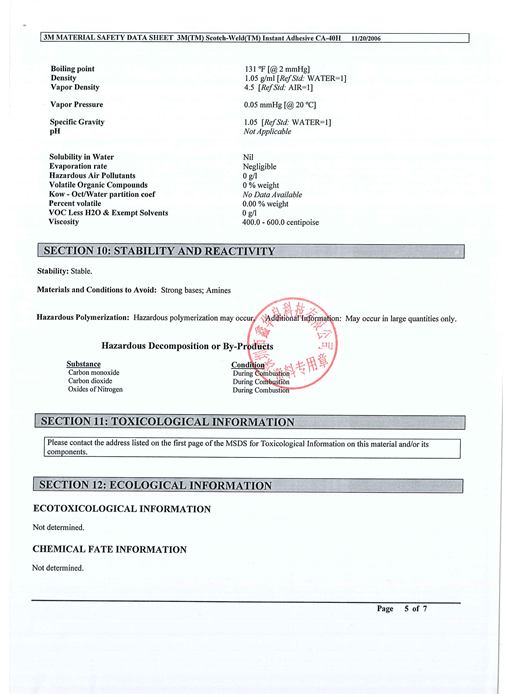 3M MATERIAL SAFETY DATA SHEET 3M(TM) Scotch-Weld(TM) Instant Adhesive CA-40H 11/20/2006
Boiling point 131 ºF [@ 2 mmHg]
Density 1.05 g/ml [Ref Std: WATER=1]
Vapor Density 4.5 [Ref Std: AIR=1]
Vapor Pressure 0.05 mmHg [@ 20 ºC]
Specific Gravity 1.05 [Ref Std: WATER=1]
pH Not Applicable
Solubility in Water Nil
Evaporation rate Negligible
Hazardous Air Pollutants 0 g/l
Volatile Organic Compounds 0 % weight
Kow - Oct/Water partition coef No Data Available
Percent volatile 0.00 % weight
VOC Less H2O & Exempt Solvents 0 g/l
Viscosity 400.0 - 600.0 centipoise
SECTION 10: STABILITY AND REACTIVITY
Stability: Stable.
Materials and Conditions to Avoid: Strong bases; Amines
Hazardous Polymerization: Hazardous polymerization may occur. Additional Information: May occur in large quantities only.
Hazardous Decomposition or By-Products
Substance Condition
Carbon monoxide During Combustion
Carbon dioxide During Combustion
Oxides of Nitrogen During Combustion
科技有限公司
料专用章
SECTION 11: TOXICOLOGICAL INFORMATION
Please contact the address listed on the first page of the MSDS for Toxicological Information on this material and/or its
components.
SECTION 12: ECOLOGICAL INFORMATION
ECOTOXICOLOGICAL INFORMATION
Not determined.
CHEMICAL FATE INFORMATION
Not determined.
Page 5 of 7